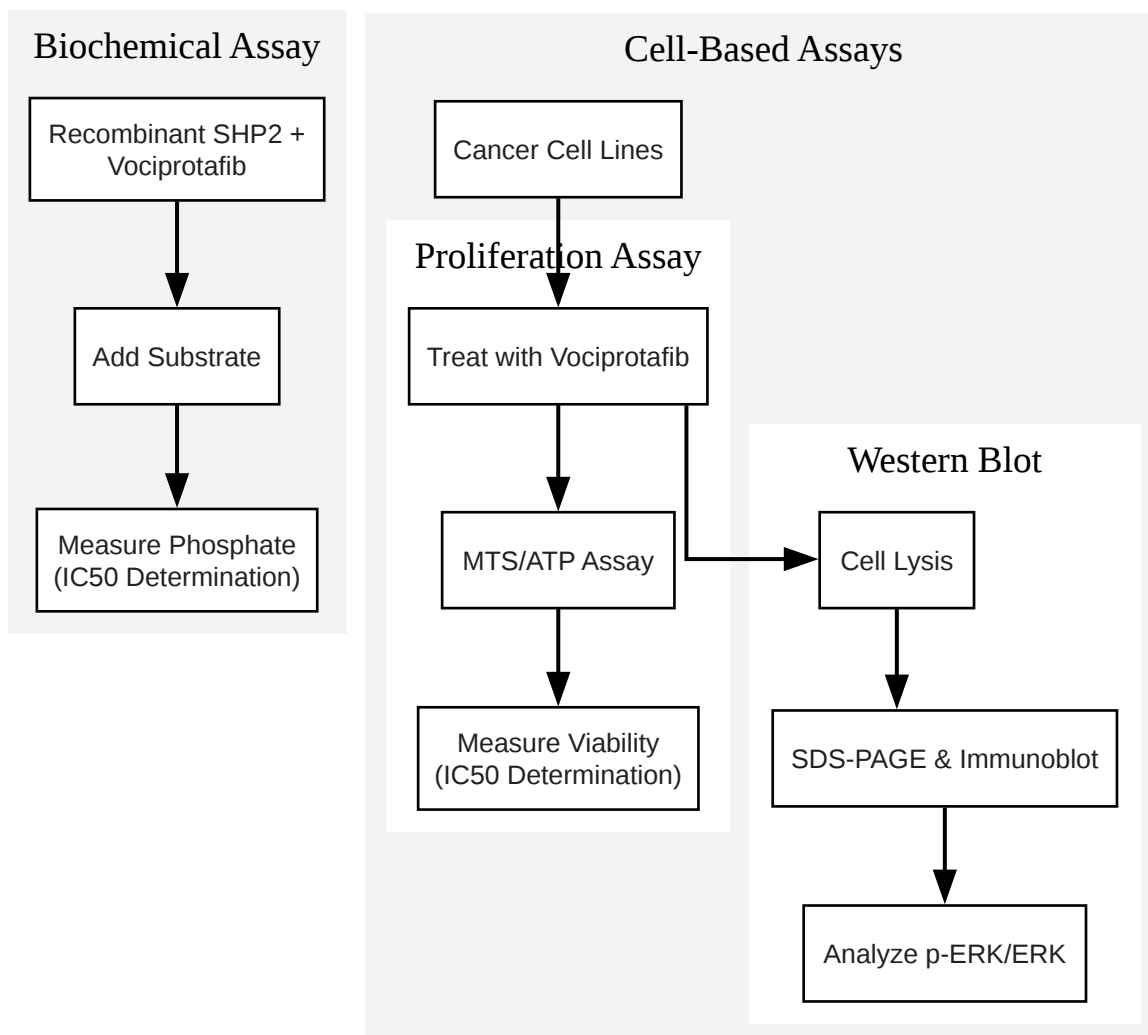 Biochemical Assay
Recombinant SHP2 +
Vociprotafib
Add Substrate
Measure Phosphate
(IC50 Determination)
Cell-Based Assays
Cancer Cell Lines
Proliferation Assay
Treat with Vociprotafib
MTS/ATP Assay
Measure Viability
(IC50 Determination)
Western Blot
Cell Lysis
SDS-PAGE & Immunoblot
Analyze p-ERK/ERK